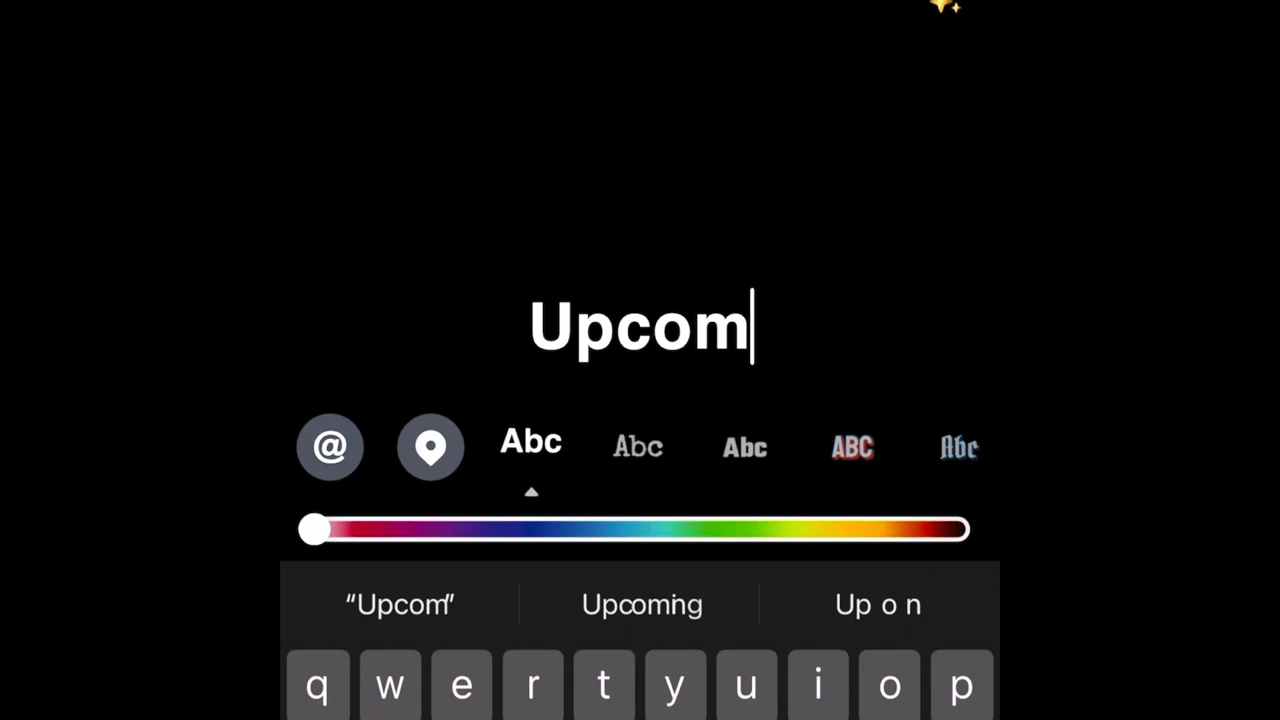 Upcom
@ Abc Abc Abc ABC Abc
“Upcom” Upcoming Up o n
q w e r t y u i o p